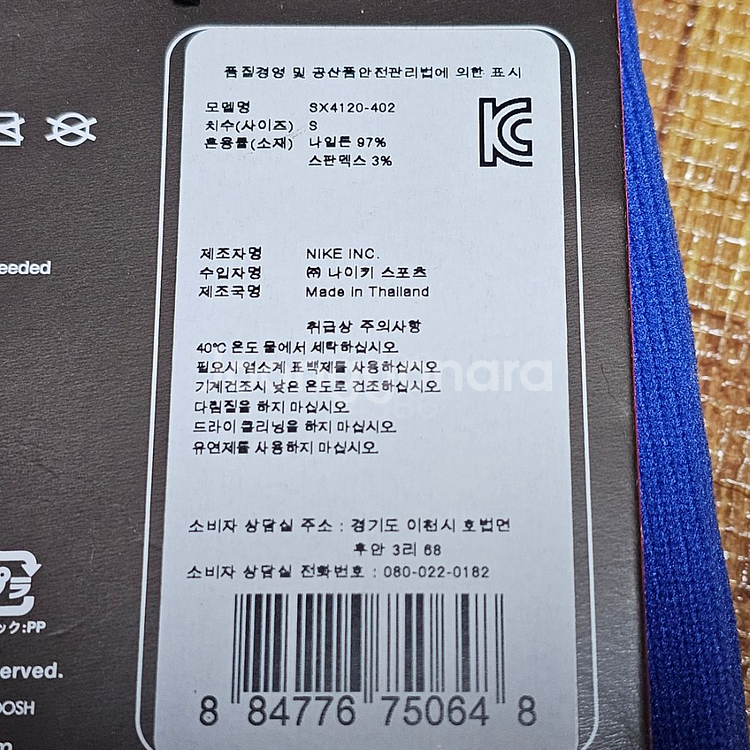 품질경영 및 공산품안전관리법에 의한 표시
모델명 SX4120-402
치수(사이즈) S
혼용률(소재) 나일론 97%
스판덱스 3%
제조자명 NIKE INC.
수입자명 ㈜ 나이키 스포츠
제조국명 Made in Thailand
취급상 주의사항
40℃ 온도 물에서 세탁하십시오
필요시 염소계 표백제를 사용하십시오
기계건조시 낮은 온도로 건조하십시오
다림질을 하지 마십시오
드라이 클리닝을 하지 마십시오
유연제를 사용하지 마십시오
소비자 상담실 주소 : 경기도 이천시 호법면
후안 3리 68
소비자 상담실 전화번호 : 080-022-0182
8 84776 75064 8
eeded
プラ
ック:PP
erved.
OOSH